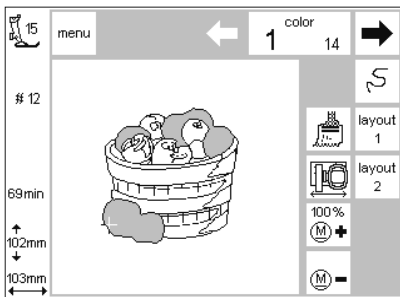 15
menu
color
1
14
# 12
layout
1
layout
2
69min
100%
M +
102mm
M -
103mm